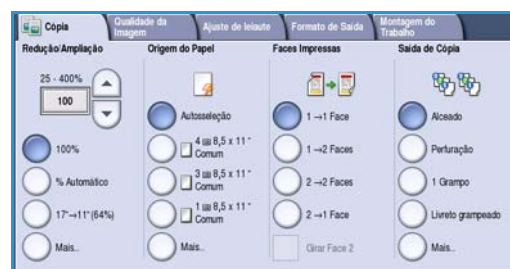 Cópia
Qualidade da
Imagem
Ajuste de leiaute
Formato de Saída
Montagem do
Trabalho
Redução/Ampliação
Origem do Papel
Faces Impressas
Saída de Cópia
25 - 400%
100
100%
% Automático
17"→11" (64%)
Mais...
Autosseleção
4 8,5 x 11"
Comum
3 8,5 x 11"
Comum
1 8,5 x 11"
Comum
Mais...
1→1 Face
1→2 Faces
2→2 Faces
2→1 Face
Girar Face 2
Alceado
Perfuração
1 Grampo
Livreto grampeado
Mais...